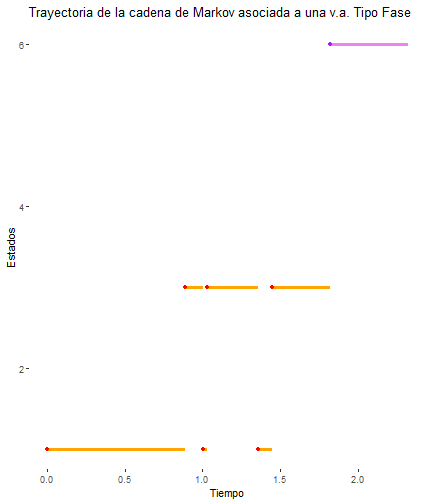 Trayectoria de la cadena de Markov asociada a una v.a. Tipo Fase
6
4
2
Estados
0.0 0.5 1.0 1.5 2.0
Tiempo